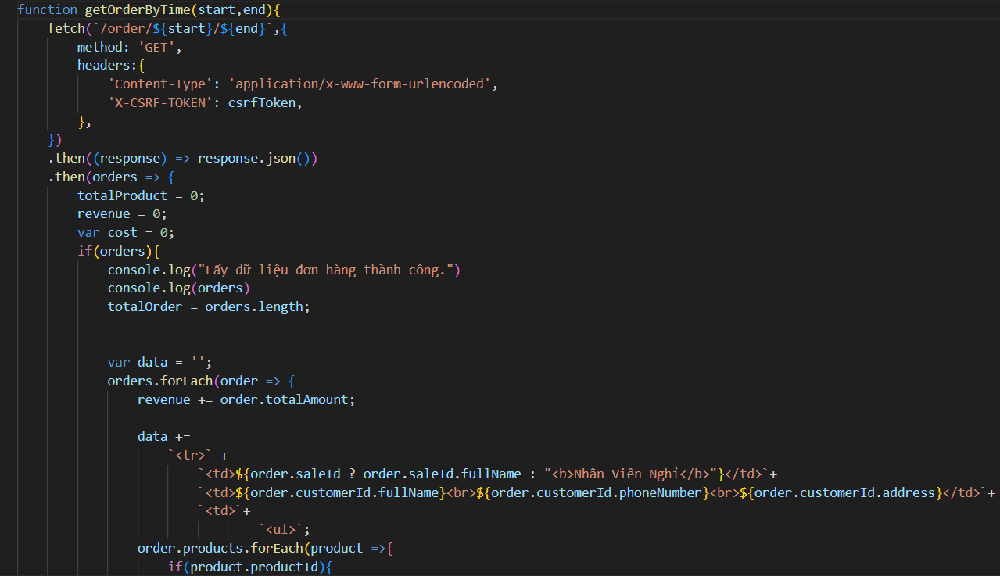 function getOrderByTime(start,end){
    fetch(`/order/${start}/${end}`,{
        method: 'GET',
        headers:{
            'Content-Type': 'application/x-www-form-urlencoded',
            'X-CSRF-TOKEN': csrfToken,
        },
    })
    .then((response) => response.json())
    .then(orders => {
        totalProduct = 0;
        revenue = 0;
        var cost = 0;
        if(orders){
            console.log("Lấy dữ liệu đơn hàng thành công.")
            console.log(orders)
            totalOrder = orders.length;
            var data = '';
            orders.forEach(order => {
                revenue += order.totalAmount;
                data +=
                    `<tr>` +
                        `<td>${order.saleId ? order.saleId.fullName : "<b>Nhân Viên Nghỉ</b>"}</td>`+
                        `<td>${order.customerId.fullName}<br>${order.customerId.phoneNumber}<br>${order.customerId.address}</td>`+
                        `<td>`+
                                `<ul>`;
                order.products.forEach(product =>{
                    if(product.productId){